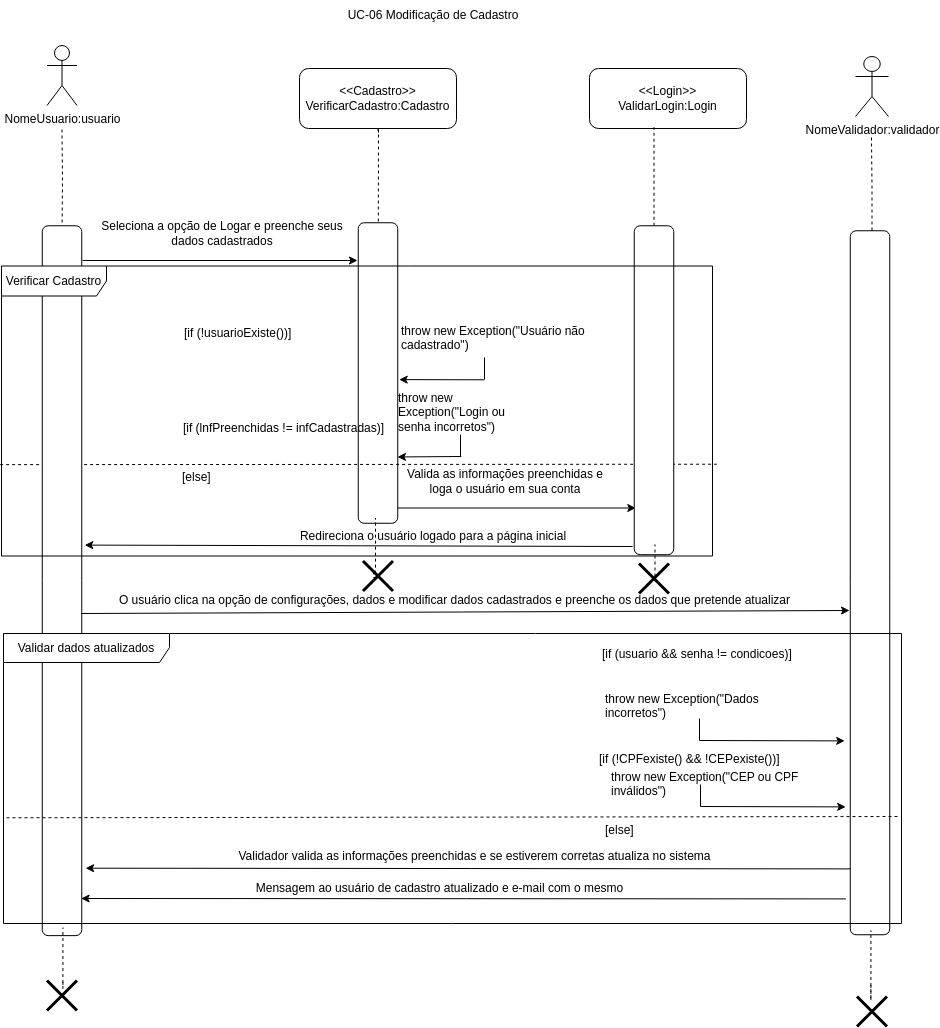 UC-06 Modificação de Cadastro
<<Cadastro>>
VerificarCadastro:Cadastro
<<Login>>
ValidarLogin:Login
NomeUsuario:usuario
NomeValidador:validador
Seleciona a opção de Logar e preenche seus
dados cadastrados
Verificar Cadastro
[if (!usuarioExiste())]
throw new Exception("Usuário não
cadastrado")
throw new
Exception("Login ou
senha incorretos")
[if (InfPreenchidas != infCadastradas)]
[else]
Valida as informações preenchidas e
loga o usuário em sua conta
Redireciona o usuário logado para a página inicial
O usuário clica na opção de configurações, dados e modificar dados cadastrados e preenche os dados que pretende atualizar
Validar dados atualizados
[if (usuario && senha != condicoes)]
throw new Exception("Dados
incorretos")
[if (!CPFexiste() && !CEPexiste())]
throw new Exception("CEP ou CPF
inválidos")
[else]
Validador valida as informações preenchidas e se estiverem corretas atualiza no sistema
Mensagem ao usuário de cadastro atualizado e e-mail com o mesmo